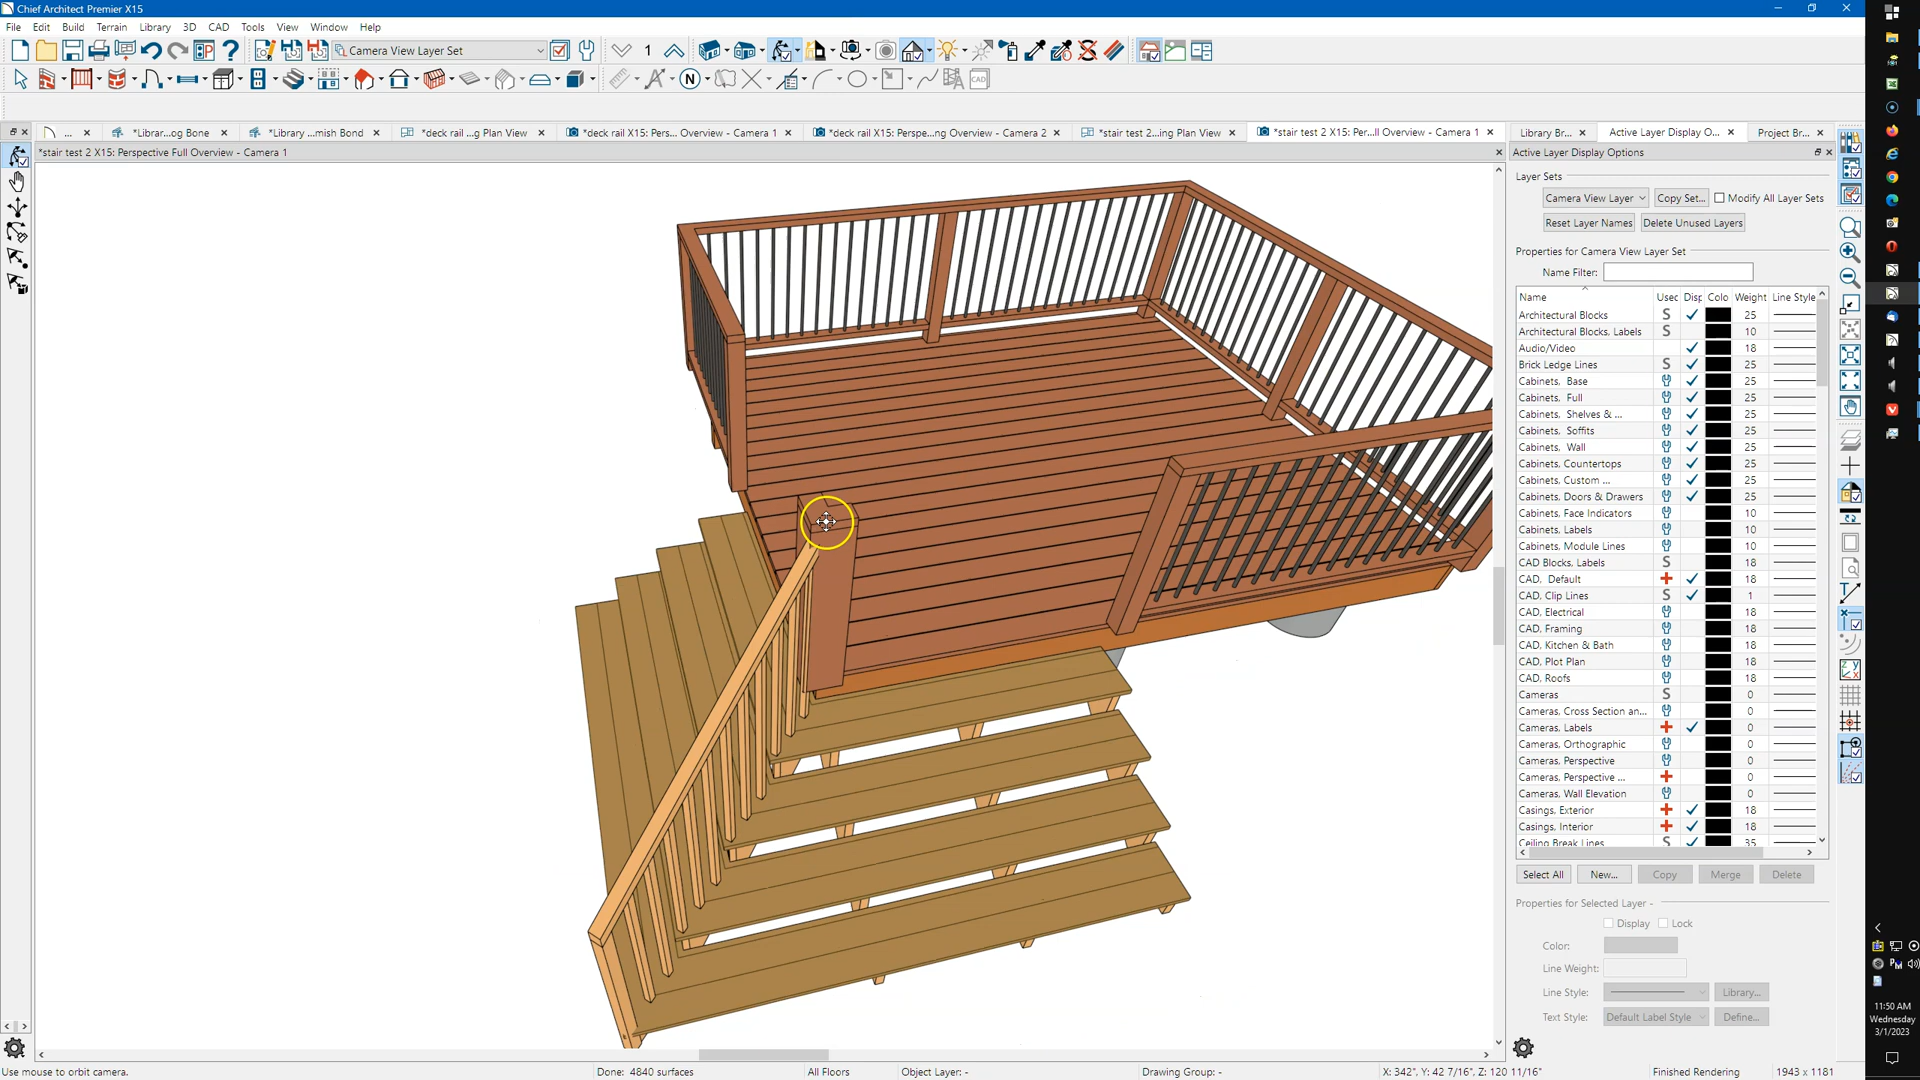 Chief Architect Premier X15
File Edit Build Terrain Library 3D CAD Tools View Window Help
Camera View Layer Set 1
... *Librar...og Bone *Library ...mish Bond *deck rail ...g Plan View *deck rail X15: Pers... Overview - Camera 1 *deck rail X15: Perspe...ng Overview - Camera 2 *stair test 2...ing Plan View *stair test 2 X15: Per...ll Overview - Camera 1 Library Br... Active Layer Display O... Project Br...
*stair test 2 X15: Perspective Full Overview - Camera 1
Active Layer Display Options
Layer Sets
Camera View Layer Copy Set... Modify All Layer Sets
Reset Layer Names Delete Unused Layers
Properties for Camera View Layer Set
Name Filter:
Name Usec Disp Colo Weight Line Style
Architectural Blocks S 25
Architectural Blocks, Labels S 10
Audio/Video 18
Brick Ledge Lines S 25
Cabinets, Base 25
Cabinets, Full 25
Cabinets, Shelves & ... 25
Cabinets, Soffits 25
Cabinets, Wall 25
Cabinets, Countertops 25
Cabinets, Custom ... 25
Cabinets, Doors & Drawers 25
Cabinets, Face Indicators 10
Cabinets, Labels 10
Cabinets, Module Lines 10
CAD Blocks, Labels S 18
CAD, Default 18
CAD, Clip Lines S 1
CAD, Electrical 18
CAD, Framing 18
CAD, Kitchen & Bath 18
CAD, Plot Plan 18
CAD, Roofs 18
Cameras S 0
Cameras, Cross Section an... 0
Cameras, Labels 0
Cameras, Orthographic 0
Cameras, Perspective 0
Cameras, Perspective ... 0
Cameras, Wall Elevation 0
Casings, Exterior 18
Casings, Interior 18
Ceiling Break Lines S 35
Select All New... Copy Merge Delete
Properties for Selected Layer -
Display Lock
Color:
Line Weight:
Line Style: Library...
Text Style: Default Label Style Define...
11:50 AM
Wednesday
3/1/2023
Use mouse to orbit camera. Done: 4840 surfaces All Floors Object Layer: - Drawing Group: - X: 342", Y: 42 7/16", Z: 120 11/16" Finished Rendering 1943 x 1181